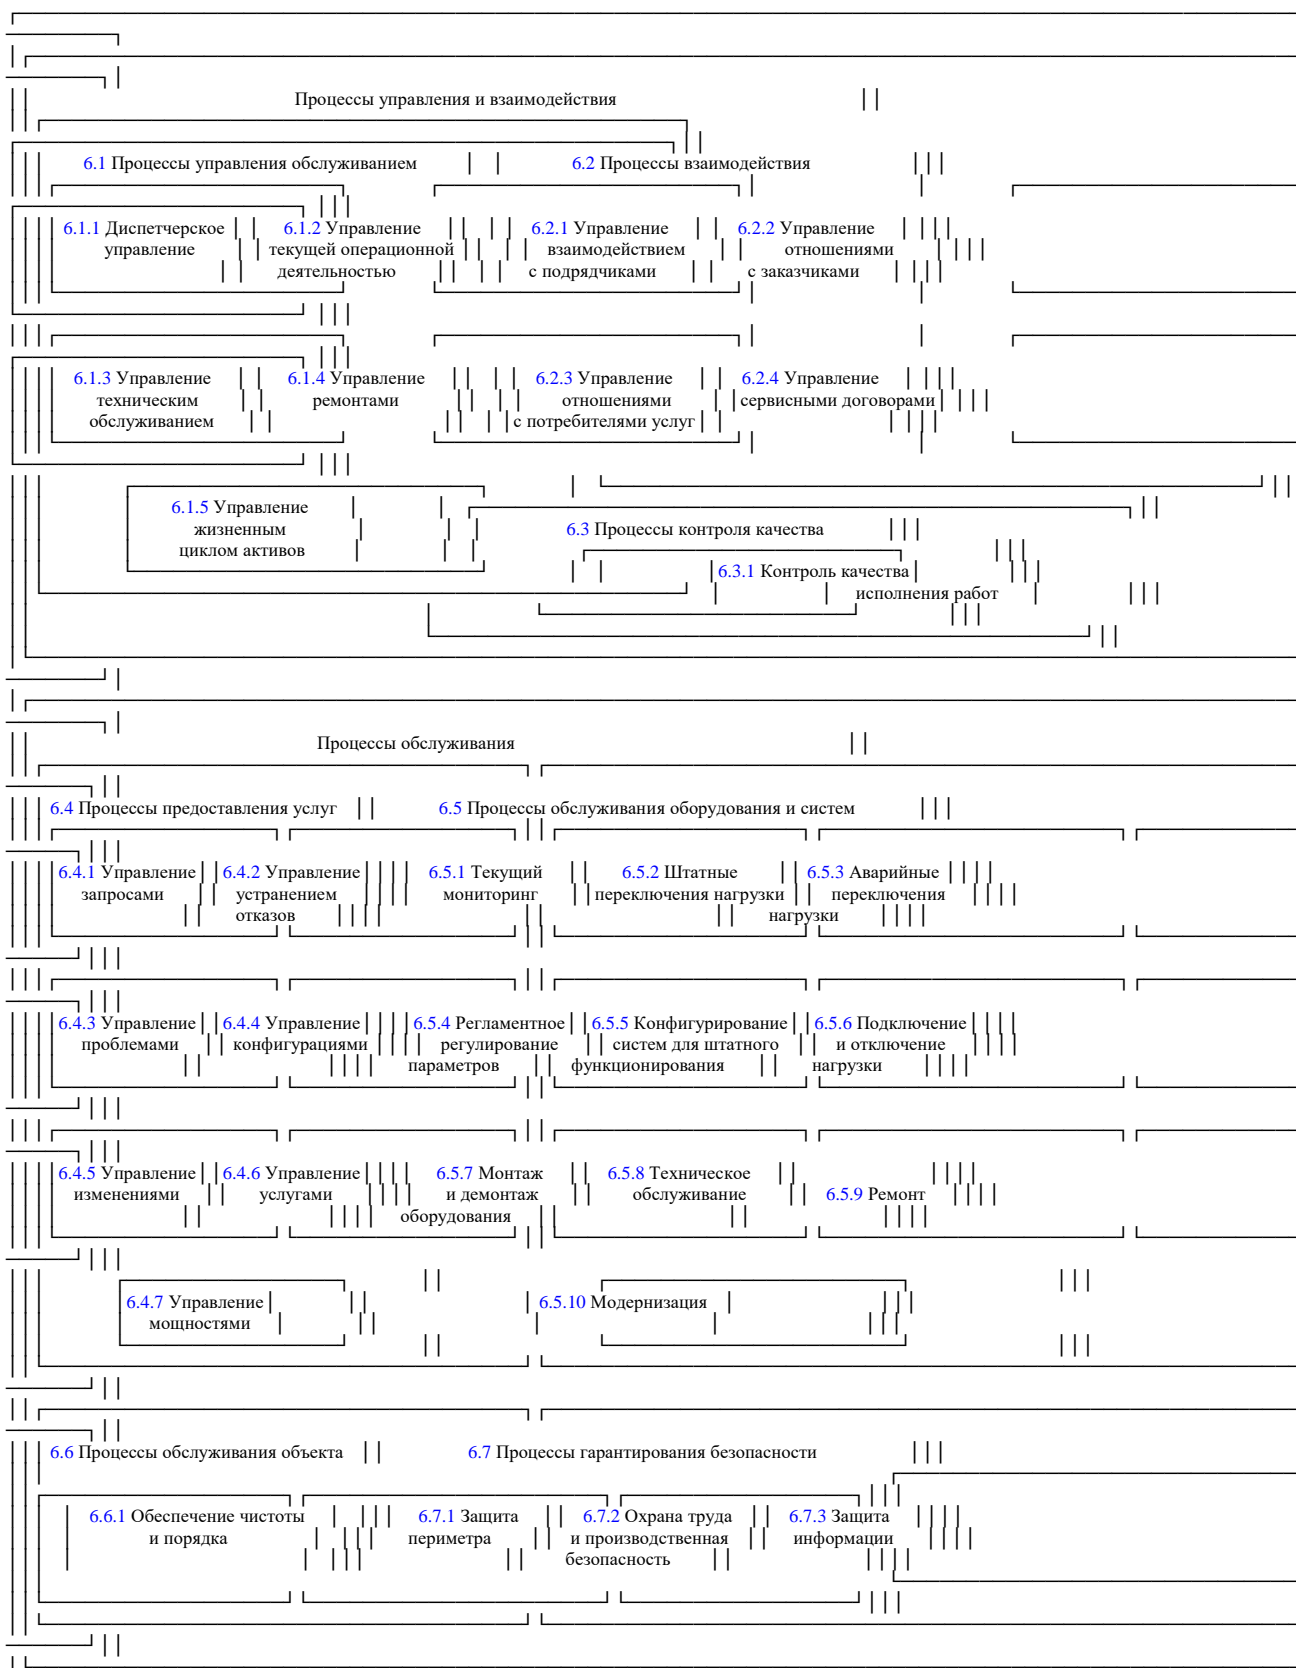 Процессы управления и взаимодействия
6.1 Процессы управления обслуживанием 6.2 Процессы взаимодействия
6.1.1 Диспетчерское 6.1.2 Управление 6.2.1 Управление 6.2.2 Управление
управление текущей операционной взаимодействием отношениями
деятельностью с подрядчиками с заказчиками
6.1.3 Управление 6.1.4 Управление 6.2.3 Управление 6.2.4 Управление
техническим ремонтами отношениями сервисными договорами
обслуживанием с потребителями услуг
6.1.5 Управление
жизненным 6.3 Процессы контроля качества
циклом активов
6.3.1 Контроль качества
исполнения работ
Процессы обслуживания
6.4 Процессы предоставления услуг 6.5 Процессы обслуживания оборудования и систем
6.4.1 Управление 6.4.2 Управление 6.5.1 Текущий 6.5.2 Штатные 6.5.3 Аварийные
запросами устранением мониторинг переключения нагрузки переключения
отказов нагрузки
6.4.3 Управление 6.4.4 Управление 6.5.4 Регламентное 6.5.5 Конфигурирование 6.5.6 Подключение
проблемами конфигурациями регулирование систем для штатного и отключение
параметров функционирования нагрузки
6.4.5 Управление 6.4.6 Управление 6.5.7 Монтаж 6.5.8 Техническое
изменениями услугами и демонтаж обслуживание 6.5.9 Ремонт
оборудования
6.4.7 Управление 6.5.10 Модернизация
мощностями
6.6 Процессы обслуживания объекта 6.7 Процессы гарантирования безопасности
6.6.1 Обеспечение чистоты 6.7.1 Защита 6.7.2 Охрана труда 6.7.3 Защита
и порядка периметра и производственная информации
безопасность